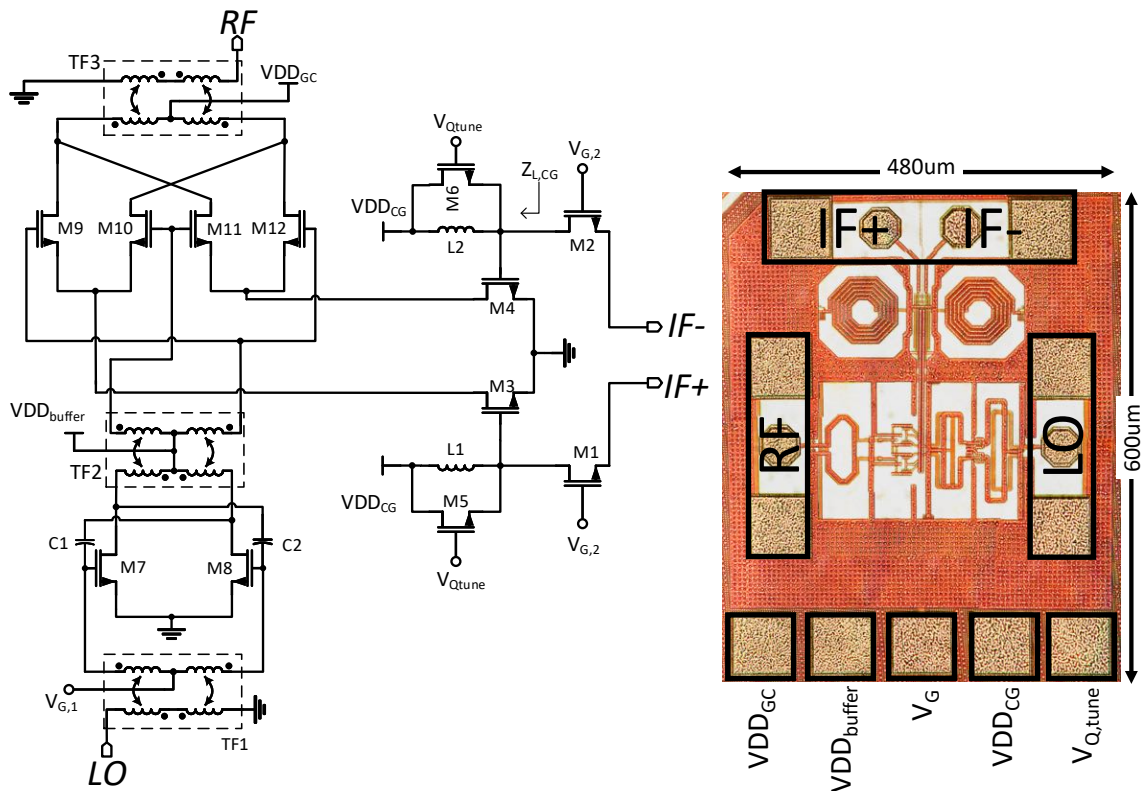 RF
TF3
VDDGC
VQtune
VG,2
M6
ZL,CG
VDDCG
L2
M2
M9
M10
M11
M12
M4
IF-
M3
IF+
VDDbuffer
L1
M1
TF2
VDDCG
M5
VG,2
C1
C2
M7
M8
VQtune
VG,1
TF1
LO
480um
IF+
IF-
RF
LO
600um
VDDGC
VDDbuffer
VG
VDDCG
VQ,tune